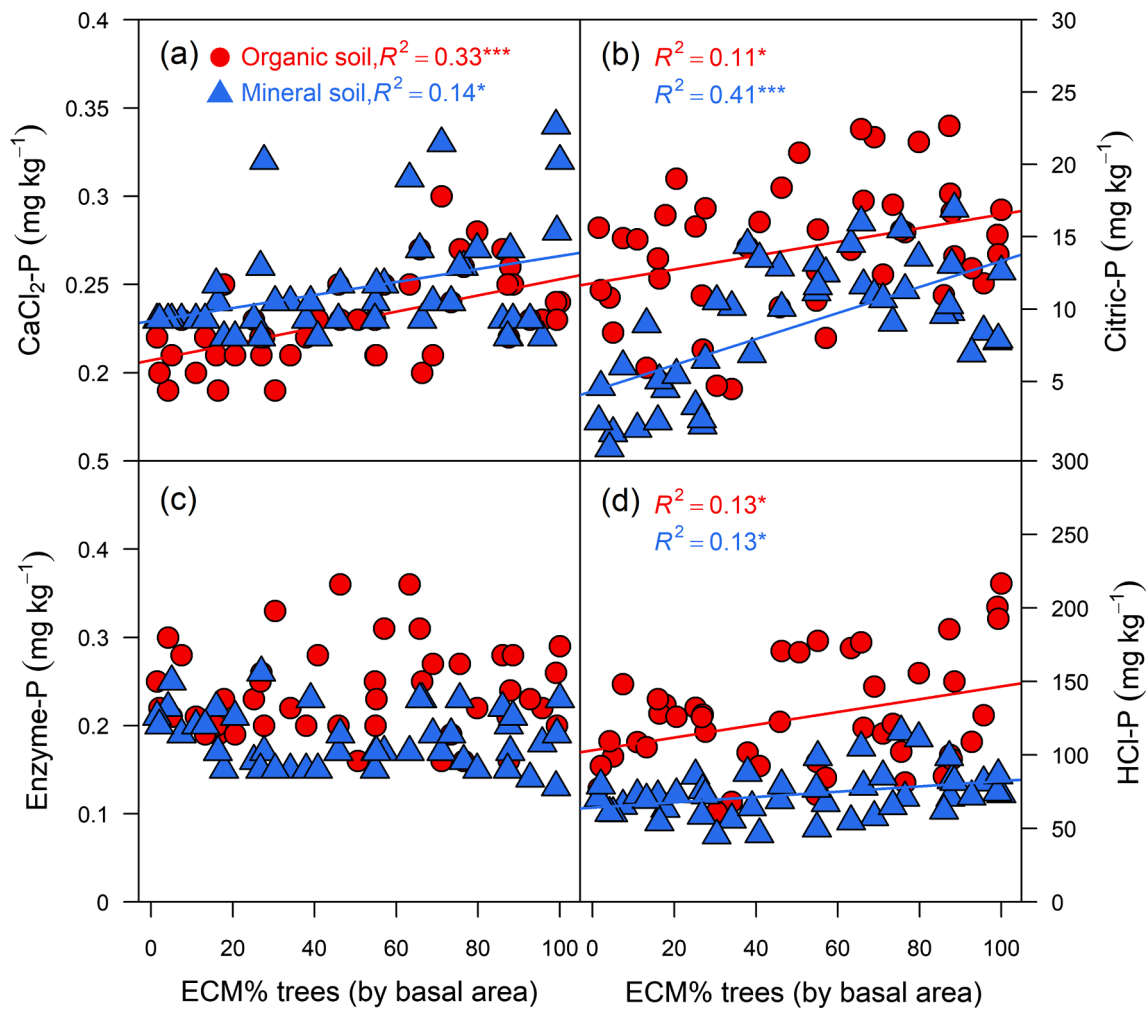 (a)
Organic soil,R² = 0.33***
Mineral soil,R² = 0.14*
0.4
0.35
0.3
0.25
0.2
CaCl₂-P (mg kg⁻¹)
(b)
R² = 0.11*
R² = 0.41***
30
25
20
15
10
5
Citric-P (mg kg⁻¹)
(c)
0.5
0.4
0.3
0.2
0.1
0
Enzyme-P (mg kg⁻¹)
0 20 40 60 80 100
ECM% trees (by basal area)
(d)
R² = 0.13*
R² = 0.13*
300
250
200
150
100
50
0
HCl-P (mg kg⁻¹)
0 20 40 60 80 100
ECM% trees (by basal area)